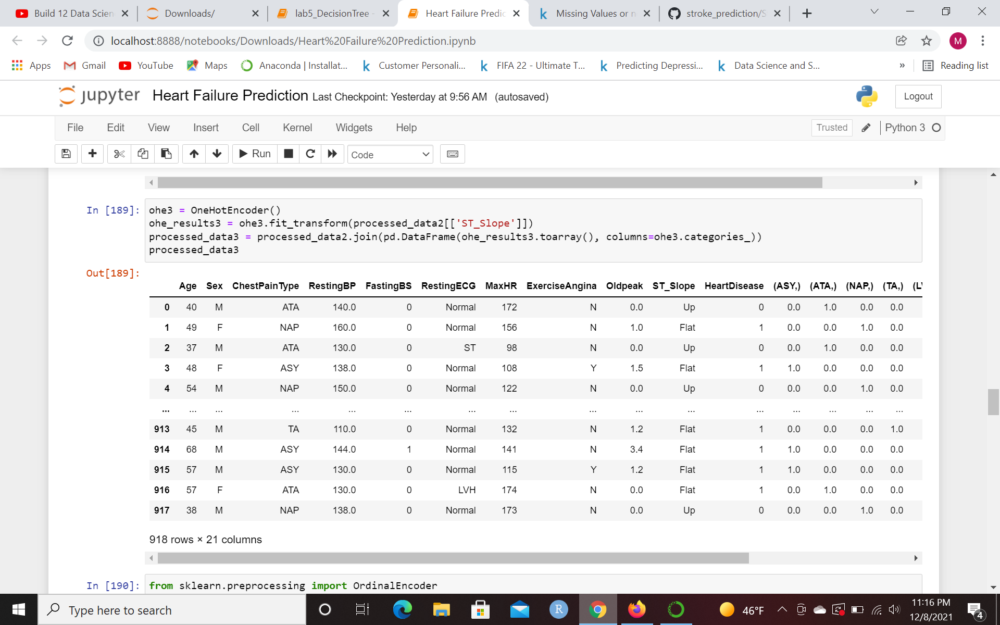 Build 12 Data Scien
Downloads/
lab5_DecisionTree -
Heart Failure Predic
Missing Values or n
stroke_prediction/S
localhost:8888/notebooks/Downloads/Heart%20Failure%20Prediction.ipynb
M
Apps
Gmail
YouTube
Maps
Anaconda | Installat...
Customer Personali...
FIFA 22 - Ultimate T...
Predicting Depressi...
Data Science and S...
»
Reading list
jupyter Heart Failure Prediction Last Checkpoint: Yesterday at 9:56 AM (autosaved)
Logout
File Edit View Insert Cell Kernel Widgets Help
Trusted
Python 3
Run
Code
In [189]:
ohe3 = OneHotEncoder()
ohe_results3 = ohe3.fit_transform(processed_data2[['ST_Slope']])
processed_data3 = processed_data2.join(pd.DataFrame(ohe_results3.toarray(), columns=ohe3.categories_))
processed_data3
Out[189]:
Age Sex ChestPainType RestingBP FastingBS RestingECG MaxHR ExerciseAngina Oldpeak ST_Slope HeartDisease (ASY,) (ATA,) (NAP,) (TA,) (L
0 40 M ATA 140.0 0 Normal 172 N 0.0 Up 0 0.0 1.0 0.0 0.0
1 49 F NAP 160.0 0 Normal 156 N 1.0 Flat 1 0.0 0.0 1.0 0.0
2 37 M ATA 130.0 0 ST 98 N 0.0 Up 0 0.0 1.0 0.0 0.0
3 48 F ASY 138.0 0 Normal 108 Y 1.5 Flat 1 1.0 0.0 0.0 0.0
4 54 M NAP 150.0 0 Normal 122 N 0.0 Up 0 0.0 0.0 1.0 0.0
... ... ... ... ... ... ... ... ... ... ... ... ... ... ... ...
913 45 M TA 110.0 0 Normal 132 N 1.2 Flat 1 0.0 0.0 0.0 1.0
914 68 M ASY 144.0 1 Normal 141 N 3.4 Flat 1 1.0 0.0 0.0 0.0
915 57 M ASY 130.0 0 Normal 115 Y 1.2 Flat 1 1.0 0.0 0.0 0.0
916 57 F ATA 130.0 0 LVH 174 N 0.0 Flat 1 0.0 1.0 0.0 0.0
917 38 M NAP 138.0 0 Normal 173 N 0.0 Up 0 0.0 0.0 1.0 0.0
918 rows × 21 columns
In [190]:
from sklearn.preprocessing import OrdinalEncoder
Type here to search
R
46°F
11:16 PM
12/8/2021
4